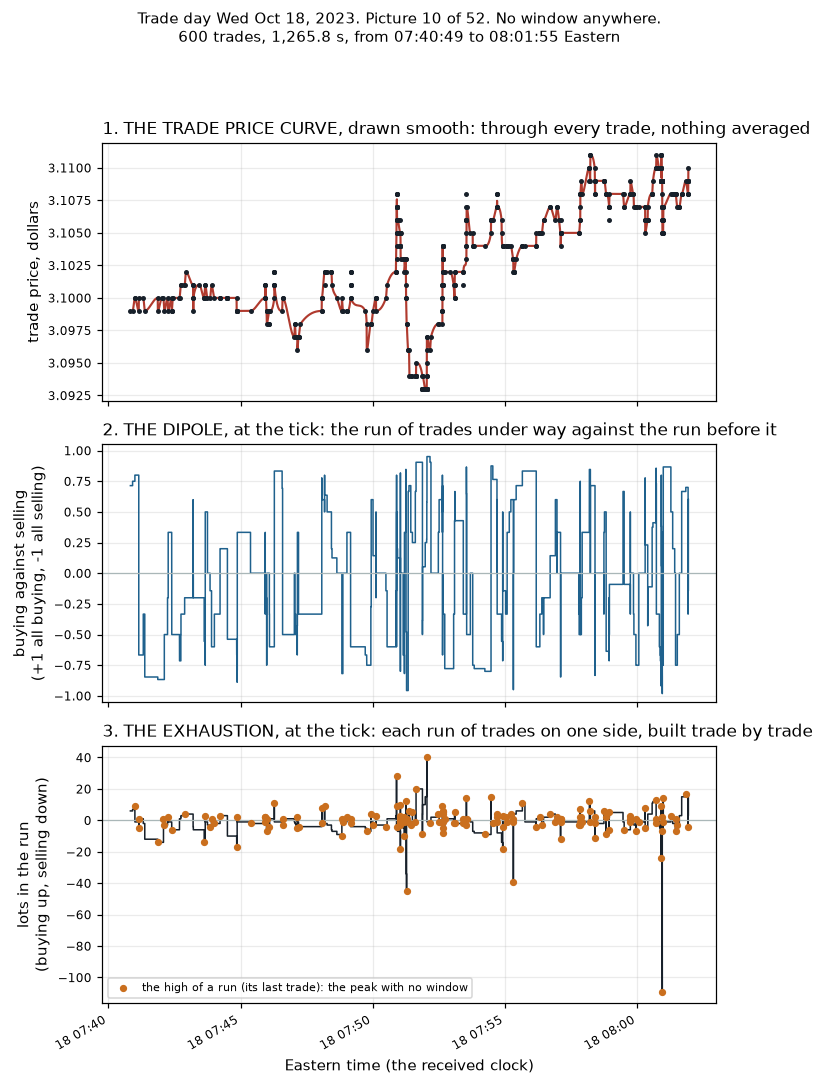 Trade day Wed Oct 18, 2023. Picture 10 of 52. No window anywhere.
600 trades, 1,265.8 s, from 07:40:49 to 08:01:55 Eastern
1. THE TRADE PRICE CURVE, drawn smooth: through every trade, nothing averaged
3.1100
3.1075
3.1050
3.1025
3.1000
3.0975
3.0950
3.0925
trade price, dollars
2. THE DIPOLE, at the tick: the run of trades under way against the run before it
1.00
0.75
0.50
0.25
0.00
−0.25
−0.50
−0.75
−1.00
buying against selling
(+1 all buying, -1 all selling)
3. THE EXHAUSTION, at the tick: each run of trades on one side, built trade by trade
40
20
0
−20
−40
−60
−80
−100
lots in the run
(buying up, selling down)
the high of a run (its last trade): the peak with no window
18 07:40
18 07:45
18 07:50
18 07:55
18 08:00
Eastern time (the received clock)